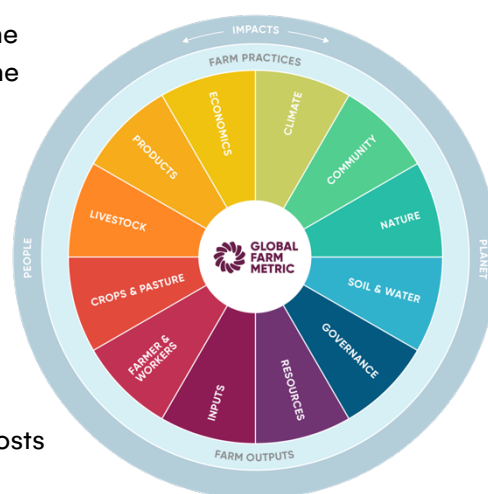 IMPACTS
FARM PRACTICES
ECONOMICS
CLIMATE
PRODUCTS
COMMUNITY
LIVESTOCK
NATURE
GLOBAL
FARM
METRIC
PEOPLE
PLANET
CROPS & PASTURE
SOIL & WATER
FARMER &
WORKERS
GOVERNANCE
INPUTS
RESOURCES
osts
FARM OUTPUTS